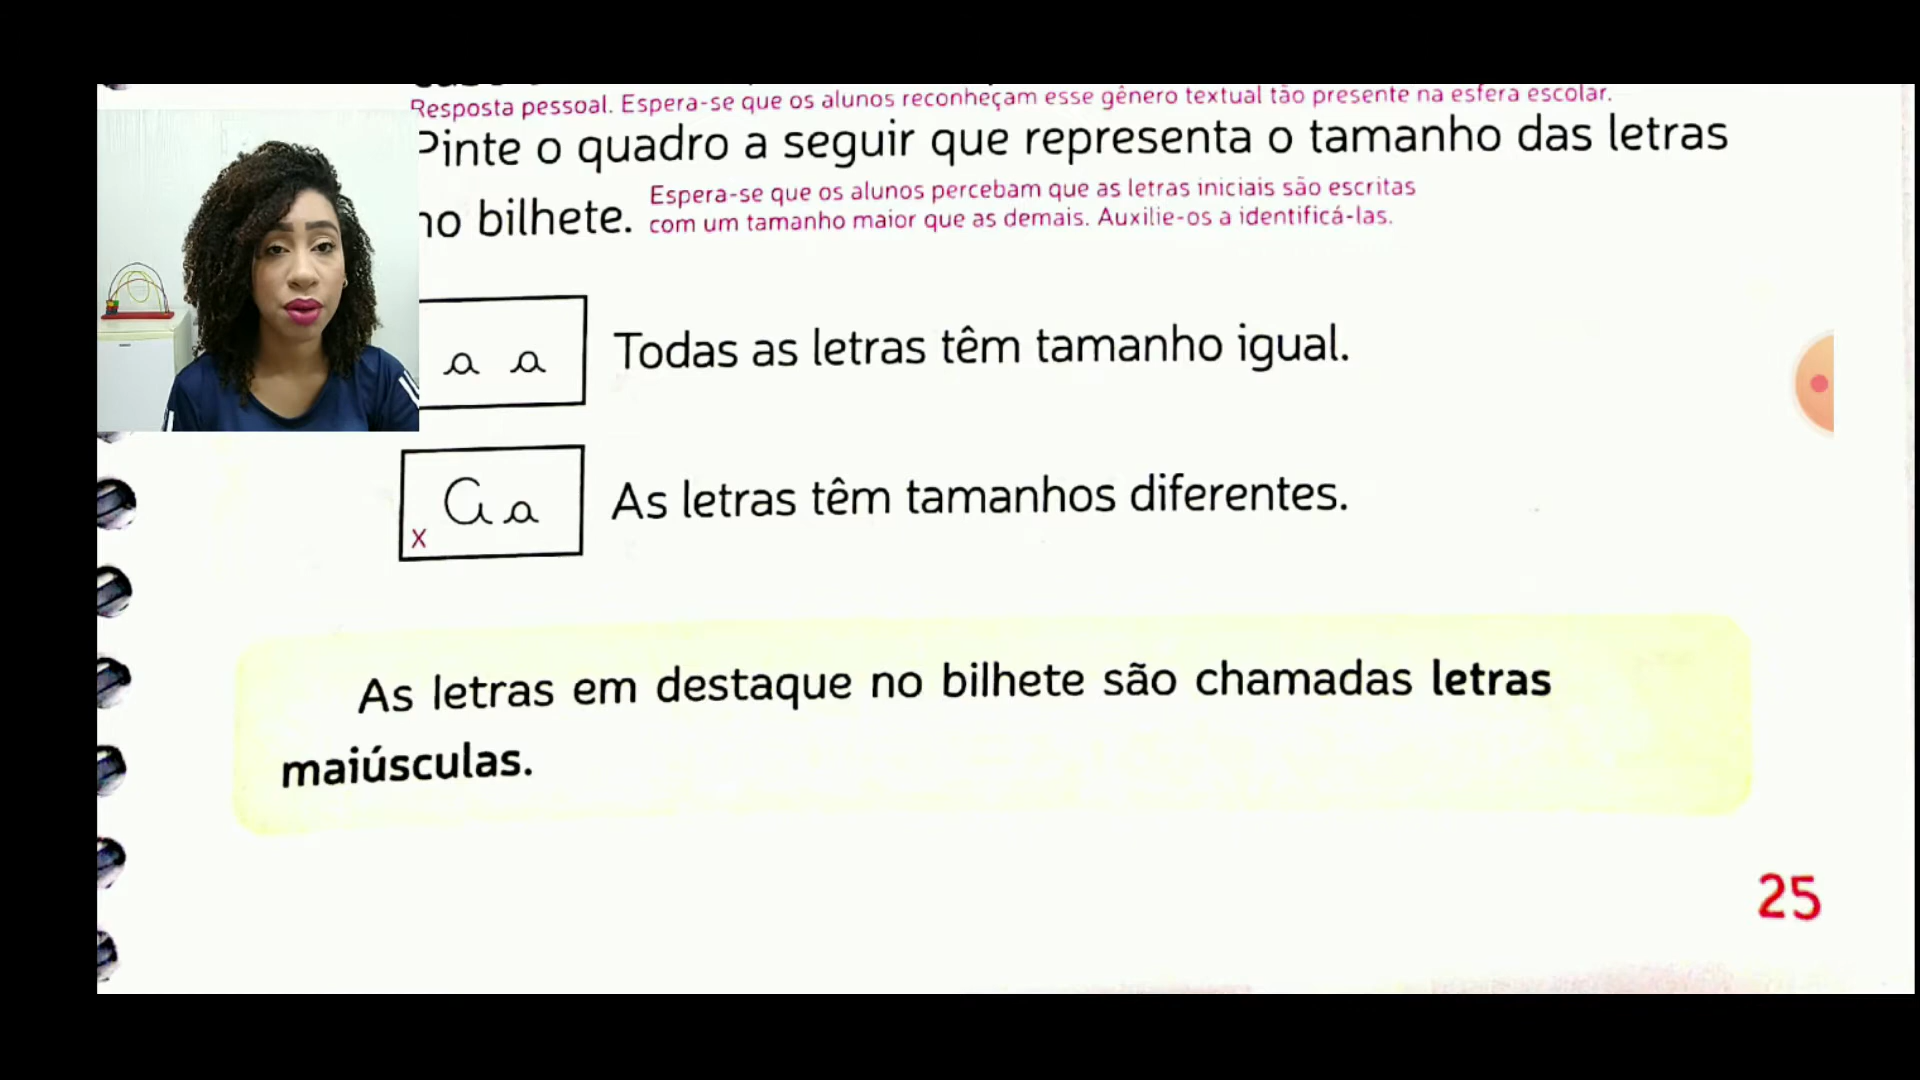 Resposta pessoal. Espera-se que os alunos reconheçam esse gênero textual tão presente na esfera escolar.
Pinte o quadro a seguir que representa o tamanho das letras
no bilhete.
Espera-se que os alunos percebam que as letras iniciais são escritas
com um tamanho maior que as demais. Auxilie-os a identificá-las.
a a
Todas as letras têm tamanho igual.
A a
x
As letras têm tamanhos diferentes.
As letras em destaque no bilhete são chamadas letras
maiúsculas.
25